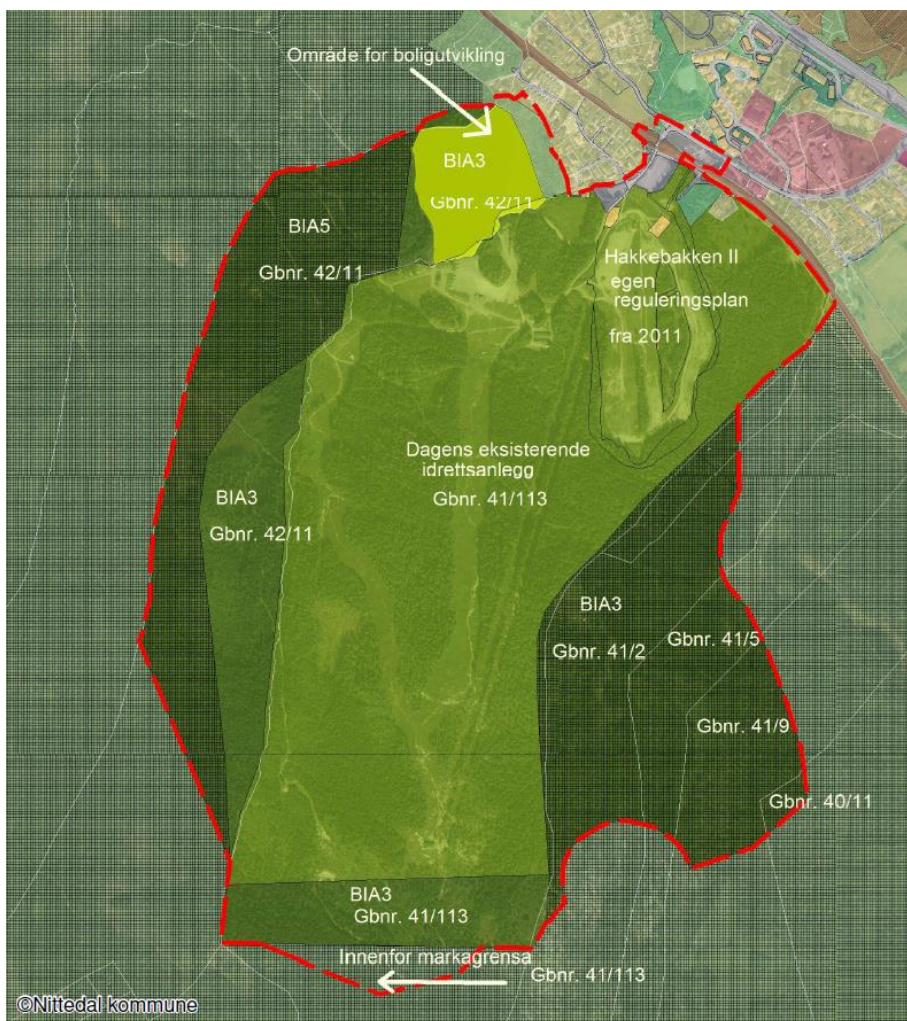 Område for boligutvikling
BIA3
Gbnr. 42/11
BIA5
Gbnr. 42/11
Hakkebakken II
egen
reguleringsplan
fra 2011
Dagens eksisterende
idrettsanlegg
Gbnr. 41/113
BIA3
Gbnr. 42/11
BIA3
Gbnr. 41/2
Gbnr. 41/5
Gbnr. 41/9
Gbnr. 40/11
BIA3
Gbnr. 41/113
Innenfor markagrensa
Gbnr. 41/113
©Nittedal kommune